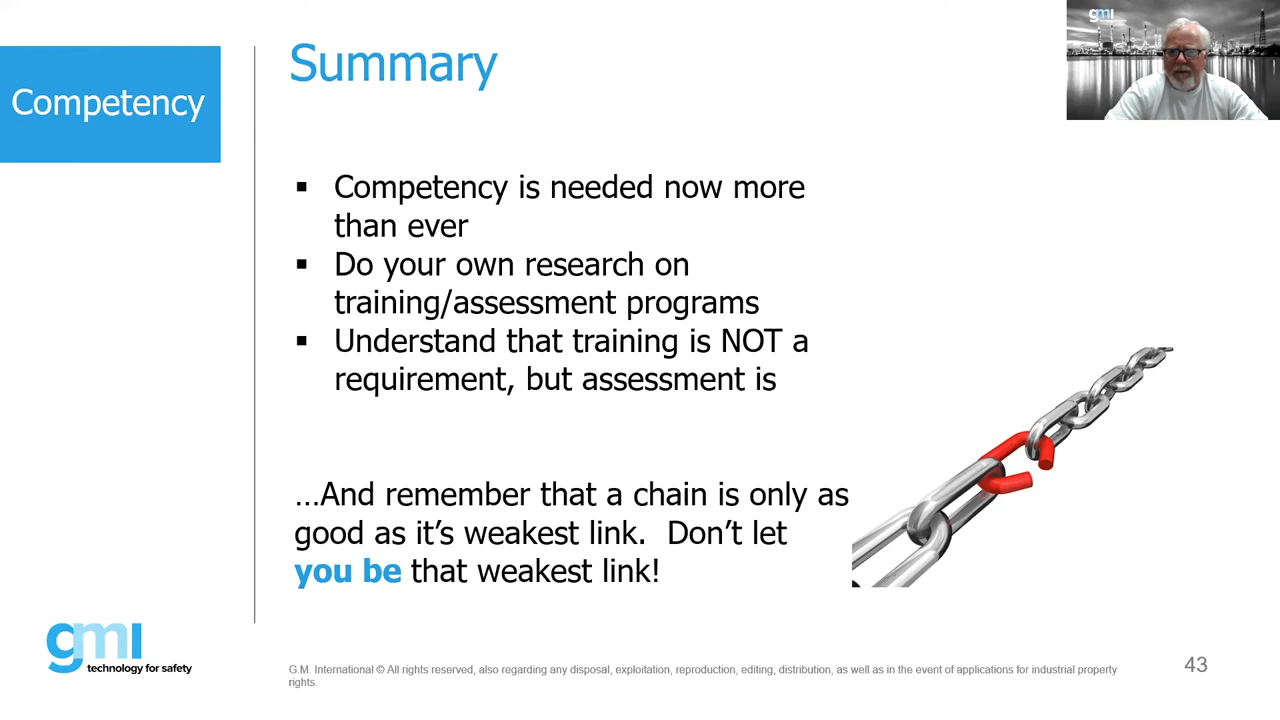 Summary
Competency
▪ Competency is needed now more
than ever
▪ Do your own research on
training/assessment programs
▪ Understand that training is NOT a
requirement, but assessment is
…And remember that a chain is only as
good as it’s weakest link. Don’t let
you be that weakest link!
gmi
technology for safety
G.M. International © All rights reserved, also regarding any disposal, exploitation, reproduction, editing, distribution, as well as in the event of applications for industrial property
rights.
43
gmi